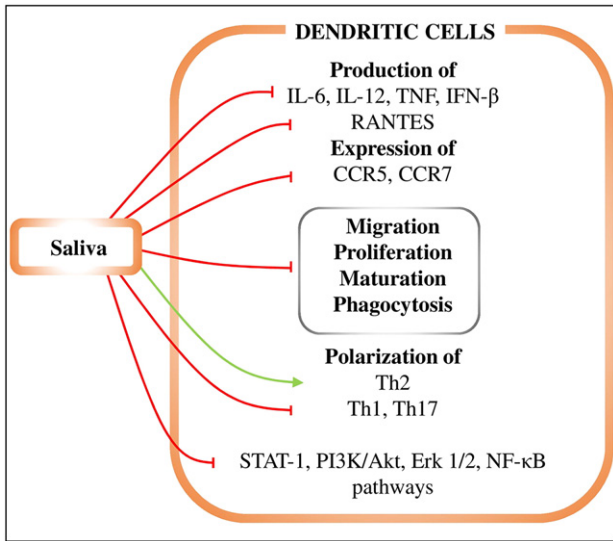 DENDRITIC CELLS
Production of
IL-6, IL-12, TNF, IFN-β
RANTES
Expression of
CCR5, CCR7
Saliva
Migration
Proliferation
Maturation
Phagocytosis
Polarization of
Th2
Th1, Th17
STAT-1, PI3K/Akt, Erk 1/2, NF-κB
pathways